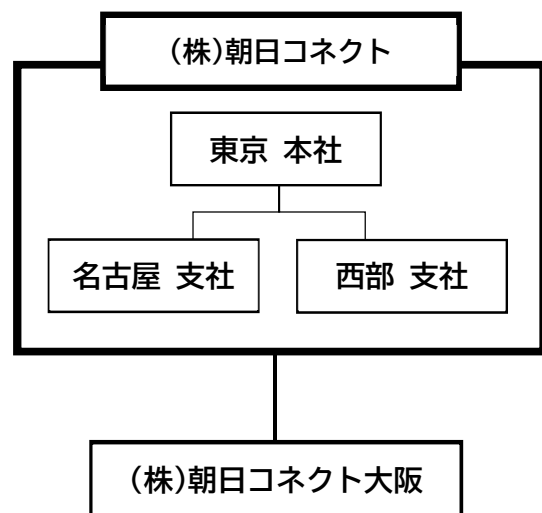 (株)朝日コネクト
東京 本社
名古屋 支社
西部 支社
(株)朝日コネクト大阪